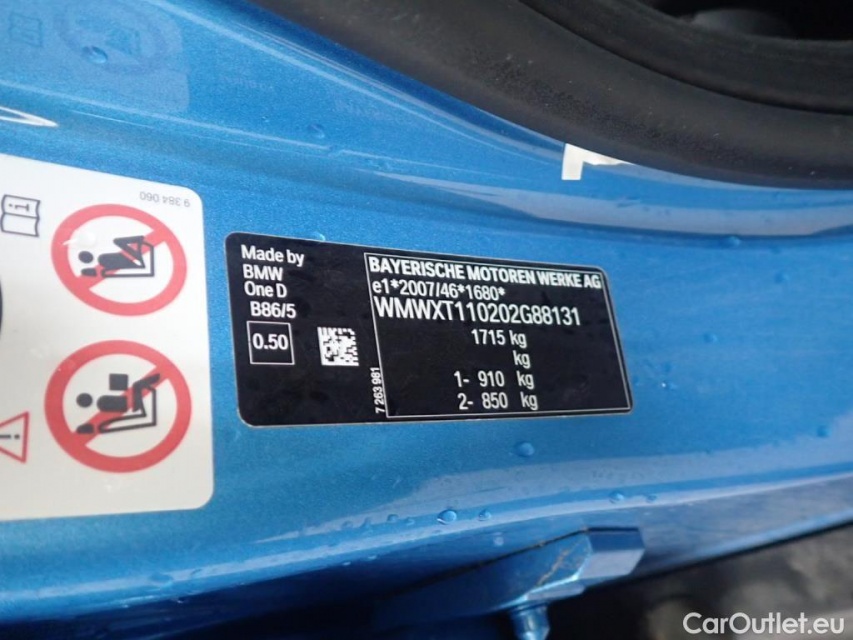 9 384 060
Made by
BMW
One D
B86/5
0.50
7 263 981
BAYERISCHE MOTOREN WERKE AG
e1*2007/46*1680*
WMWXT110202G88131
1715 kg
kg
1- 910 kg
2- 850 kg
CarOutlet.eu